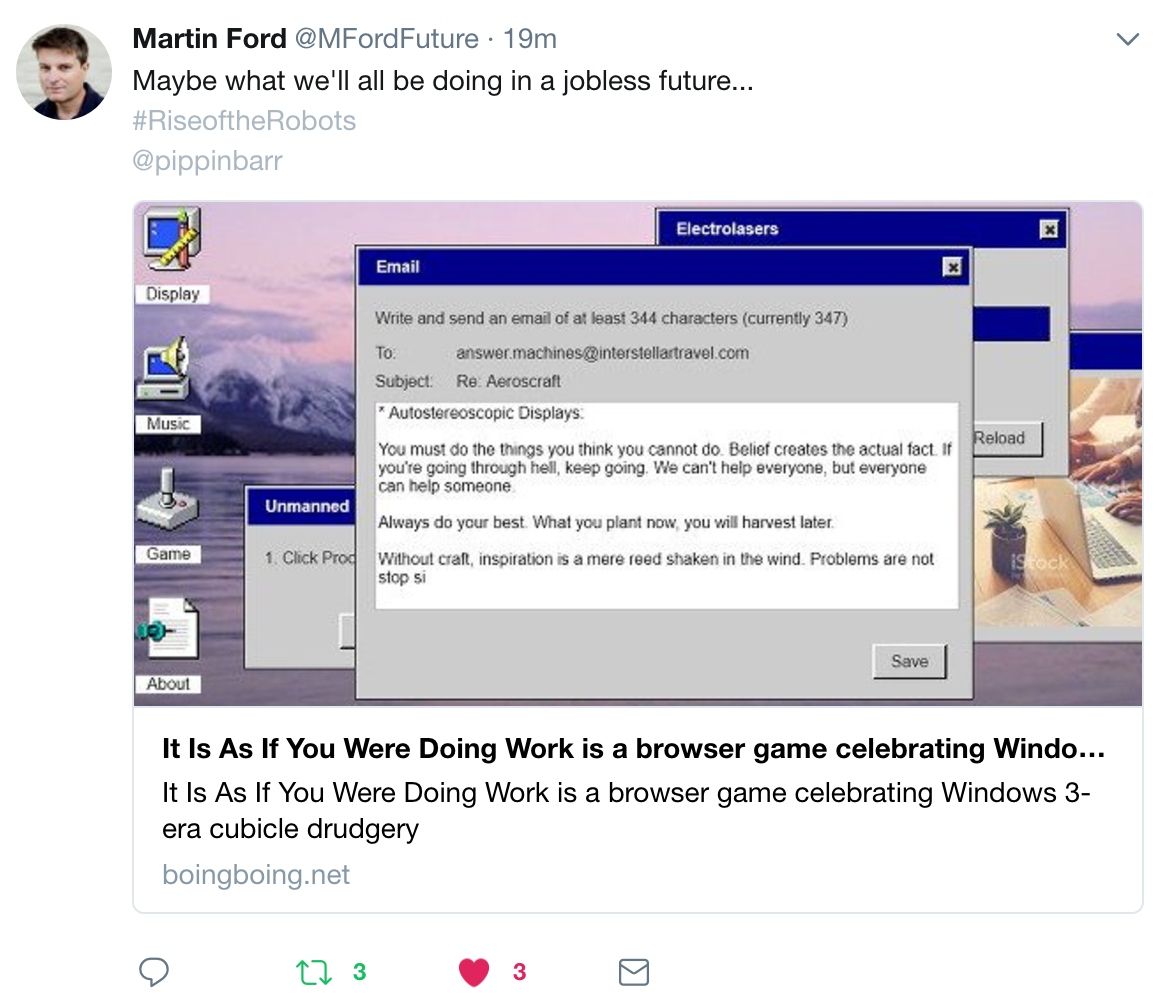 Martin Ford @MFordFuture · 19m
Maybe what we'll all be doing in a jobless future...
#RiseoftheRobots
@pippinbarr
Electrolasers
Email
Display
Write and send an email of at least 344 characters (currently 347)
To: answer.machines@interstellartravel.com
Subject: Re: Aeroscraft
* Autostereoscopic Displays:
Music
Reload
You must do the things you think you cannot do. Belief creates the actual fact. If
you're going through hell, keep going. We can't help everyone, but everyone
can help someone.
Unmanned
Always do your best. What you plant now, you will harvest later.
Game
1. Click Proc
Without craft, inspiration is a mere reed shaken in the wind. Problems are not
stop si
iStock
Save
About
It Is As If You Were Doing Work is a browser game celebrating Windo...
It Is As If You Were Doing Work is a browser game celebrating Windows 3-
era cubicle drudgery
boingboing.net
3
3